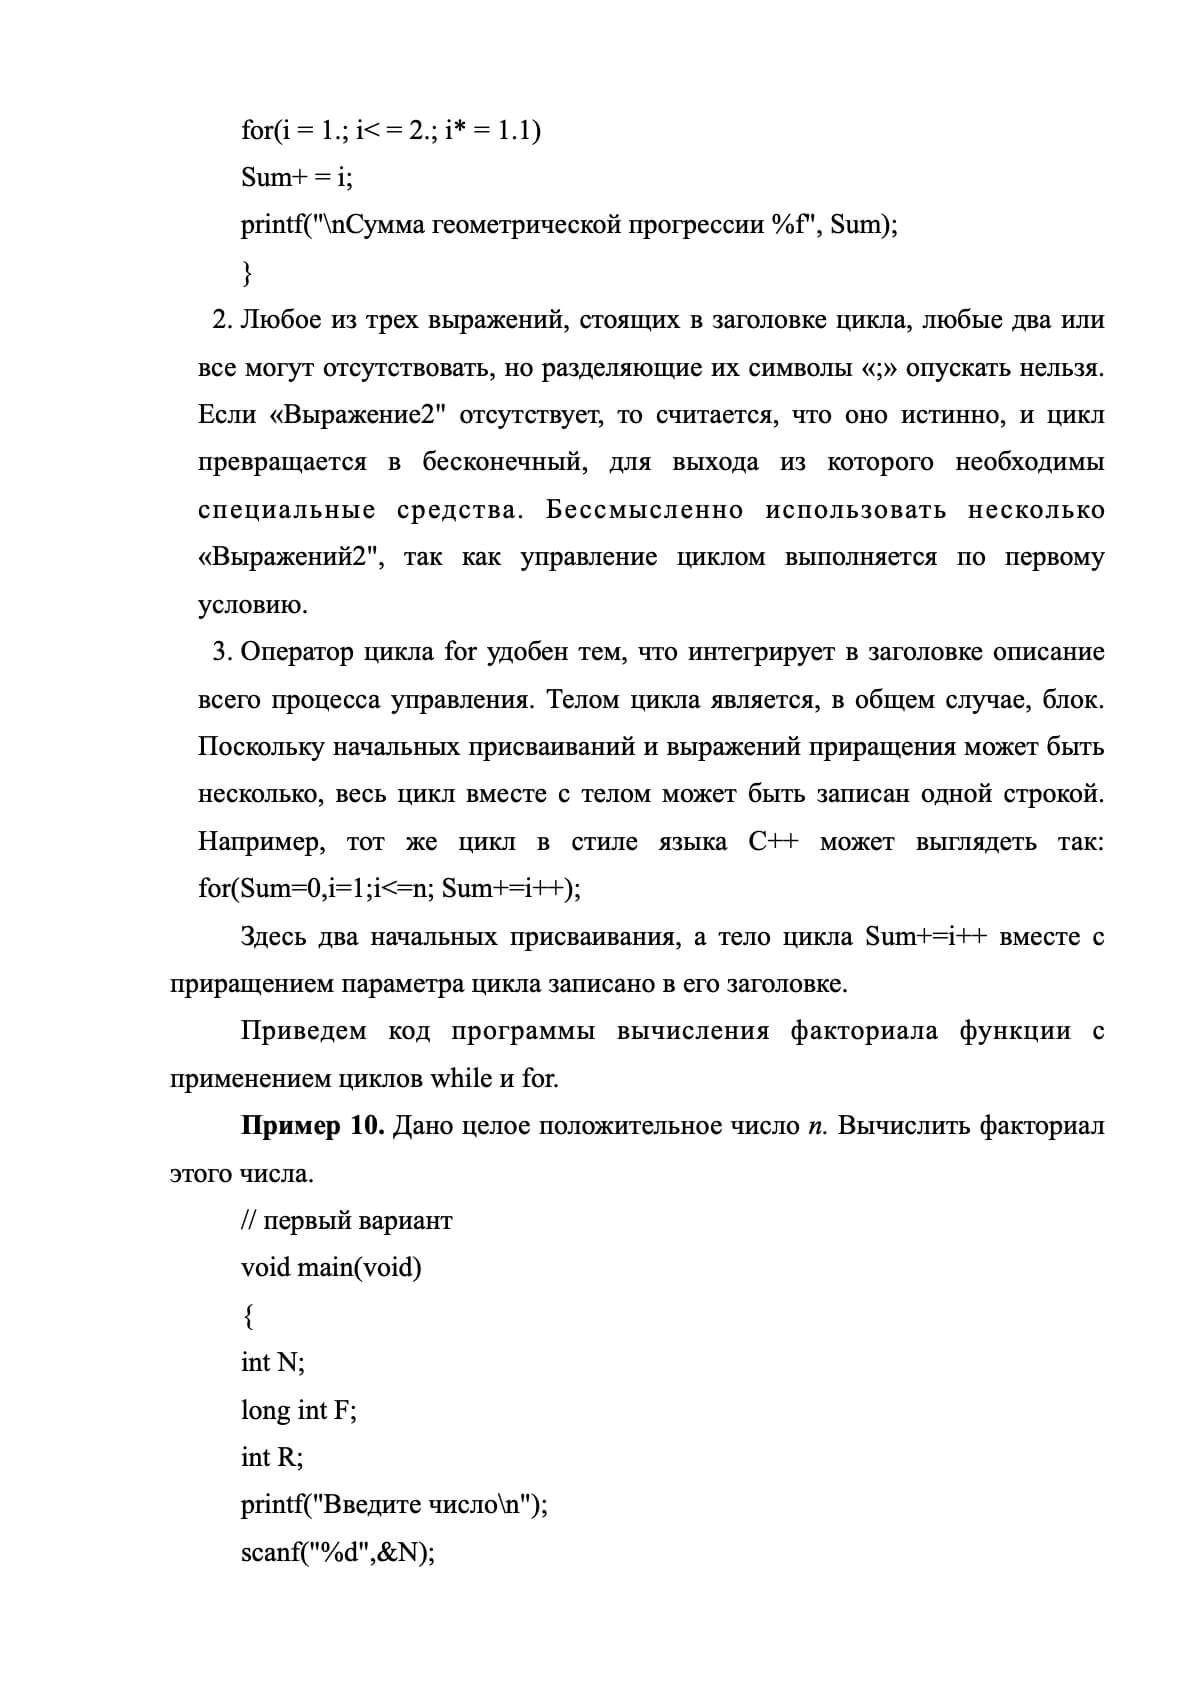 for(i = 1.; i< = 2.; i* = 1.1)
Sum+ = i;
printf("\nСумма геометрической прогрессии %f", Sum);
}
2. Любое из трех выражений, стоящих в заголовке цикла, любые два или
все могут отсутствовать, но разделяющие их символы «;» опускать нельзя.
Если «Выражение2" отсутствует, то считается, что оно истинно, и цикл
превращается в бесконечный, для выхода из которого необходимы
специальные средства. Бессмысленно использовать несколько
«Выражений2", так как управление циклом выполняется по первому
условию.
3. Оператор цикла for удобен тем, что интегрирует в заголовке описание
всего процесса управления. Телом цикла является, в общем случае, блок.
Поскольку начальных присваиваний и выражений приращения может быть
несколько, весь цикл вместе с телом может быть записан одной строкой.
Например, тот же цикл в стиле языка C++ может выглядеть так:
for(Sum=0,i=1;i<=n; Sum+=i++);
Здесь два начальных присваивания, а тело цикла Sum+=i++ вместе с
приращением параметра цикла записано в его заголовке.
Приведем код программы вычисления факториала функции с
применением циклов while и for.
Пример 10. Дано целое положительное число n. Вычислить факториал
этого числа.
// первый вариант
void main(void)
{
int N;
long int F;
int R;
printf("Введите число\n");
scanf("%d",&N);